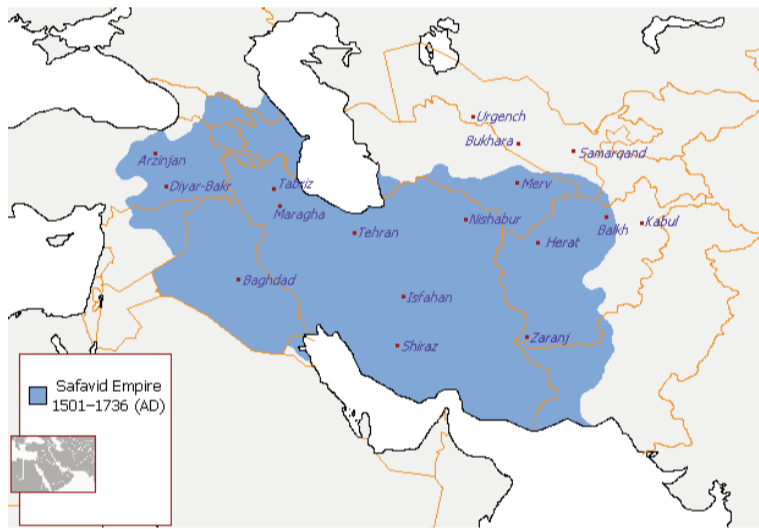 Urgench
Bukhara
Samarqand
Arzinjan
Diyar-Bakr
Tabriz
Merv
Maragha
Nishabur
Balkh
Kabul
Tehran
Herat
Baghdad
Isfahan
Zaranj
Shiraz
Safavid Empire
1501-1736 (AD)